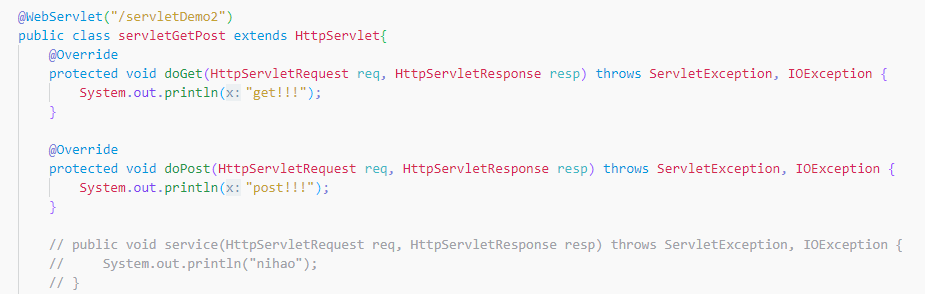 @WebServlet("/servletDemo2")
public class servletGetPost extends HttpServlet{
    @Override
    protected void doGet(HttpServletRequest req, HttpServletResponse resp) throws ServletException, IOException {
        System.out.println(x: "get!!!");
    }

    @Override
    protected void doPost(HttpServletRequest req, HttpServletResponse resp) throws ServletException, IOException {
        System.out.println(x: "post!!!");
    }

    // public void service(HttpServletRequest req, HttpServletResponse resp) throws ServletException, IOException {
    //     System.out.println("nihao");
    // }